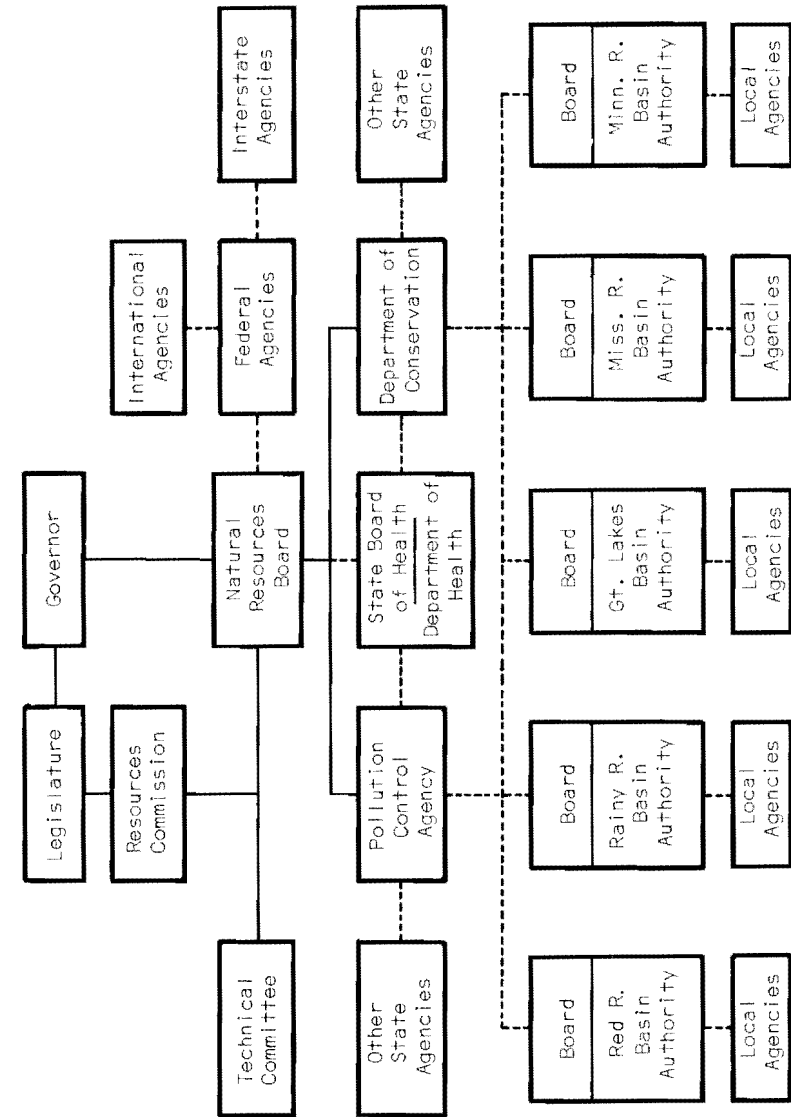 Legislature
Governor
Resources
Commission
International
Agencies
Technical
Committee
Natural
Resources
Board
Federal
Agencies
Interstate
Agencies
Other
State
Agencies
Pollution
Control
Agency
State Board
of Health
Department of
Health
Department of
Conservation
Other
State
Agencies
Board
Red R.
Basin
Authority
Board
Rainy R.
Basin
Authority
Board
Gt. Lakes
Basin
Authority
Board
Miss. R.
Basin
Authority
Board
Minn. R.
Basin
Authority
Local
Agencies
Local
Agencies
Local
Agencies
Local
Agencies
Local
Agencies